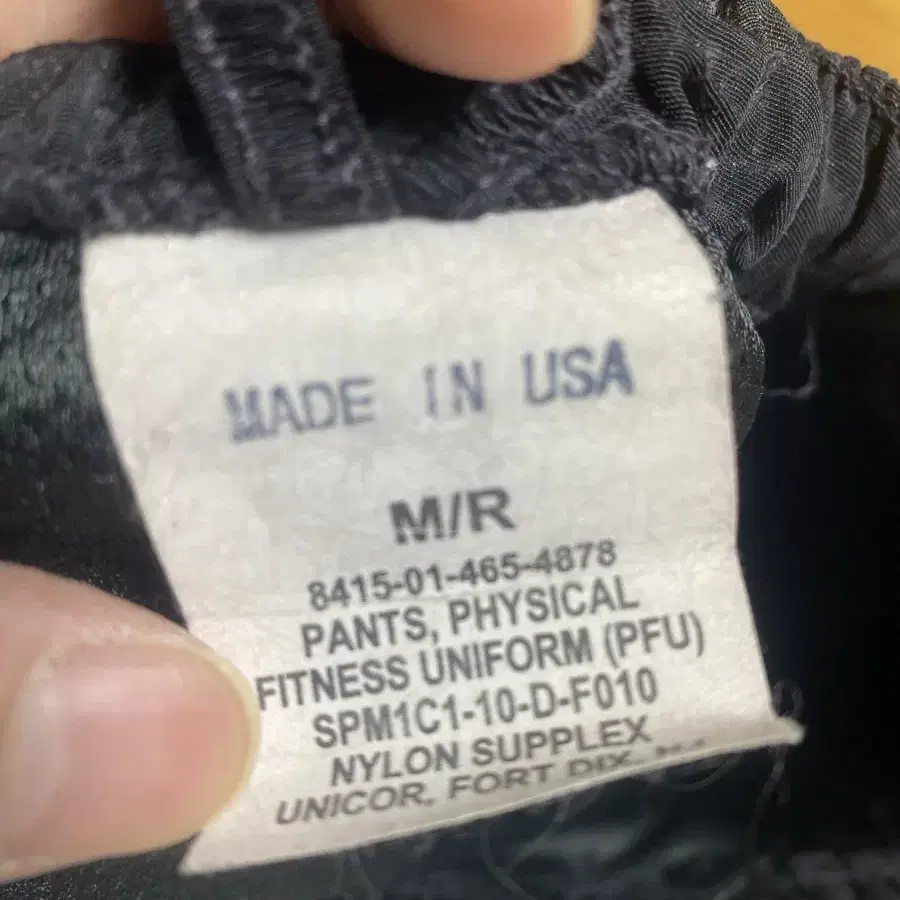 MADE IN USA
M/R
8415-01-465-4878
PANTS, PHYSICAL
FITNESS UNIFORM (PFU)
SPM1C1-10-D-F010
NYLON SUPPLEX
UNICOR, FORT DIX,